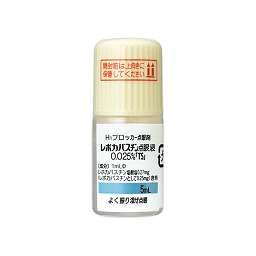 開封前は上向きに
保管してください
H₁ブロッカー点眼剤
レボカバスチン点眼液
0.025%「TS」
【成分】1mL中
レボカバスチン塩酸塩0.27mg
(レボカバスチンとして0.25mg)含有
5mL
よく振り混ぜ点眼